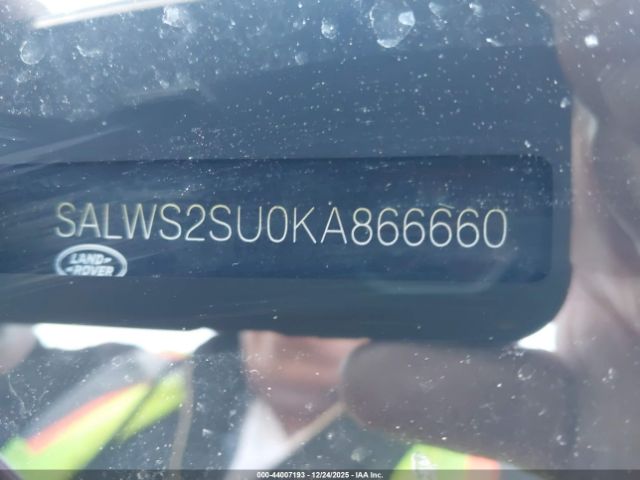 SALWS2SU0KA866660
LAND
ROVER
000-44007193 - 12/24/2025 - IAA Inc.